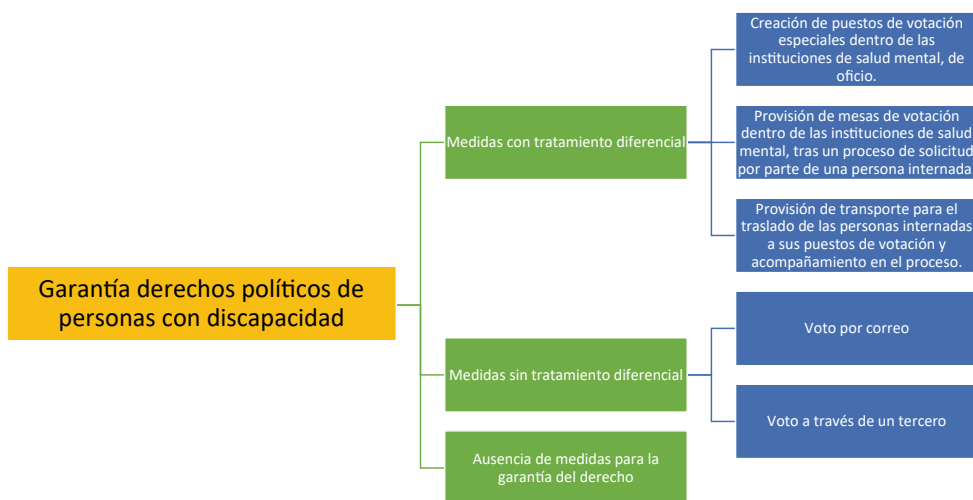 Garantía derechos políticos de
personas con discapacidad
Medidas con tratamiento diferencial
Creación de puestos de votación
especiales dentro de las
instituciones de salud mental, de
oficio.
Provisión de mesas de votación
dentro de las instituciones de salud
mental, tras un proceso de solicitud
por parte de una persona internada.
Provisión de transporte para el
traslado de las personas internadas
a sus puestos de votación y
acompañamiento en el proceso.
Medidas sin tratamiento diferencial
Voto por correo
Voto a través de un tercero
Ausencia de medidas para la
garantía del derecho